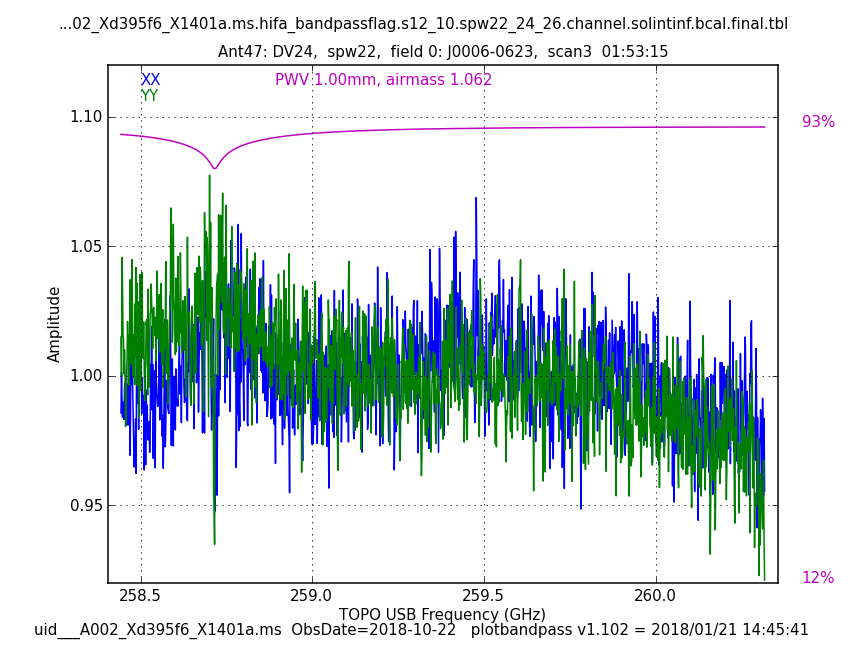 ...02_Xd395f6_X1401a.ms.hifa_bandpassflag.s12_10.spw22_24_26.channel.solintinf.bcal.final.tbl
Ant47: DV24, spw22, field 0: J0006-0623, scan3 01:53:15
XX
PWV 1.00mm, airmass 1.062
YY
1.10
93%
1.05
Amplitude
1.00
0.95
12%
258.5
259.0
259.5
260.0
TOPO USB Frequency (GHz)
uid___A002_Xd395f6_X1401a.ms ObsDate=2018-10-22 plotbandpass v1.102 = 2018/01/21 14:45:41